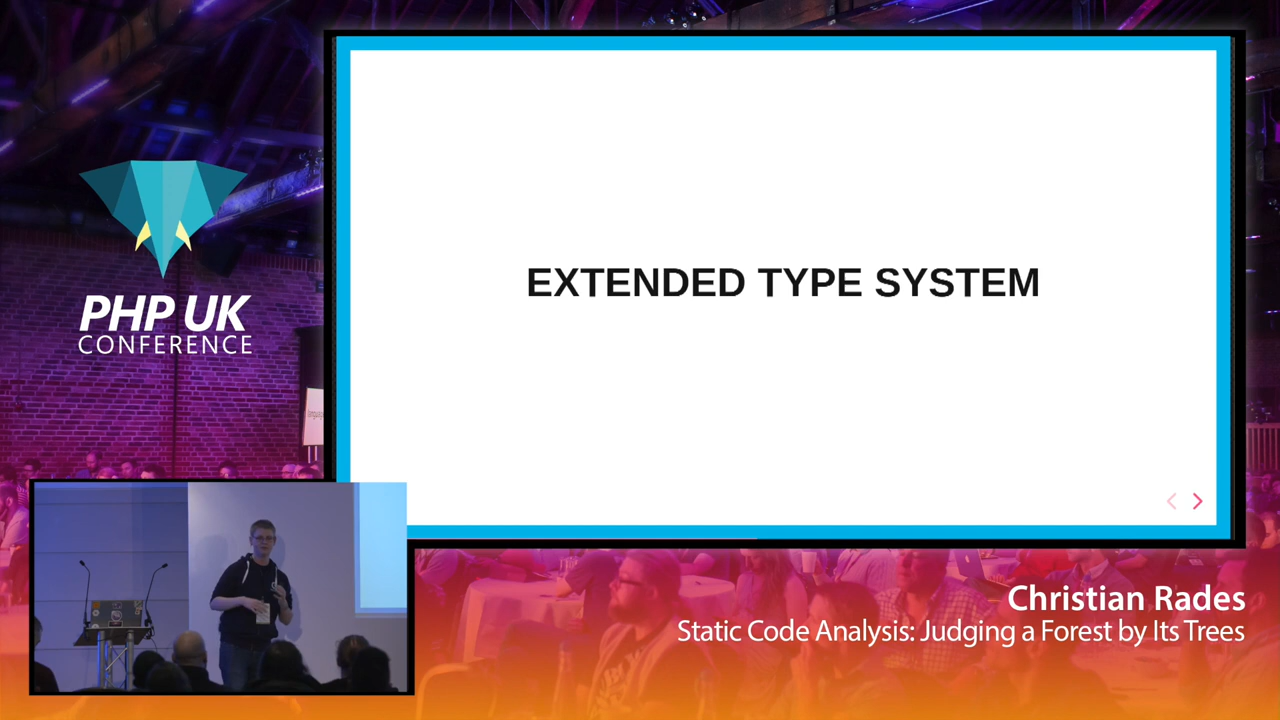 EXTENDED TYPE SYSTEM
PHP UK
CONFERENCE
Christian Rades
Static Code Analysis: Judging a Forest by Its Trees